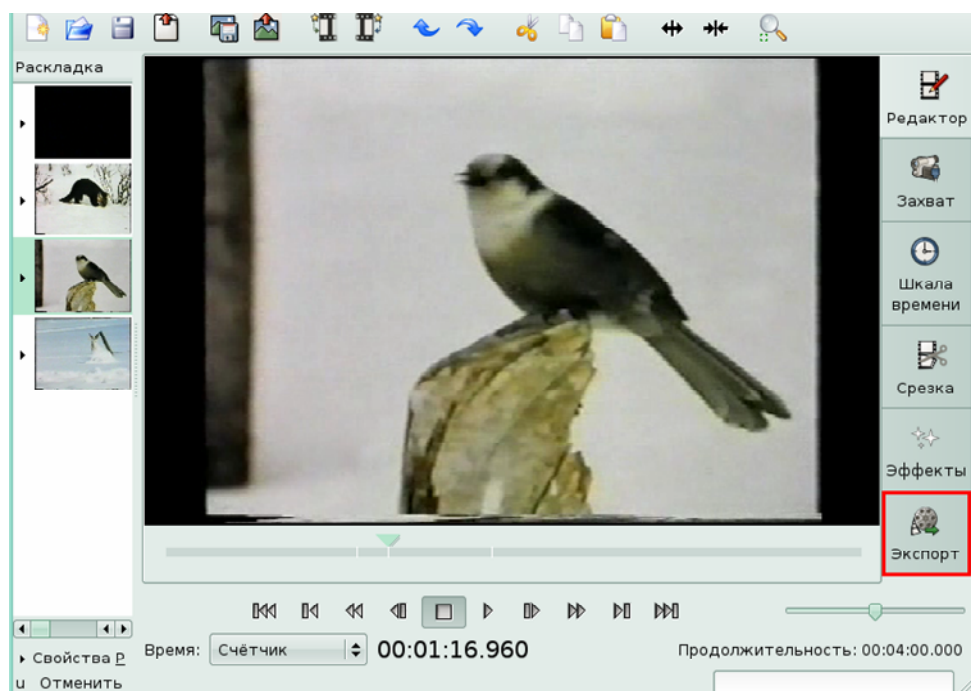 Раскладка
Редактор
Захват
Шкала
времени
Срезка
Эффекты
Экспорт
Время: Счётчик 00:01:16.960 Продолжительность: 00:04:00.000
Свойства P
u Отменить